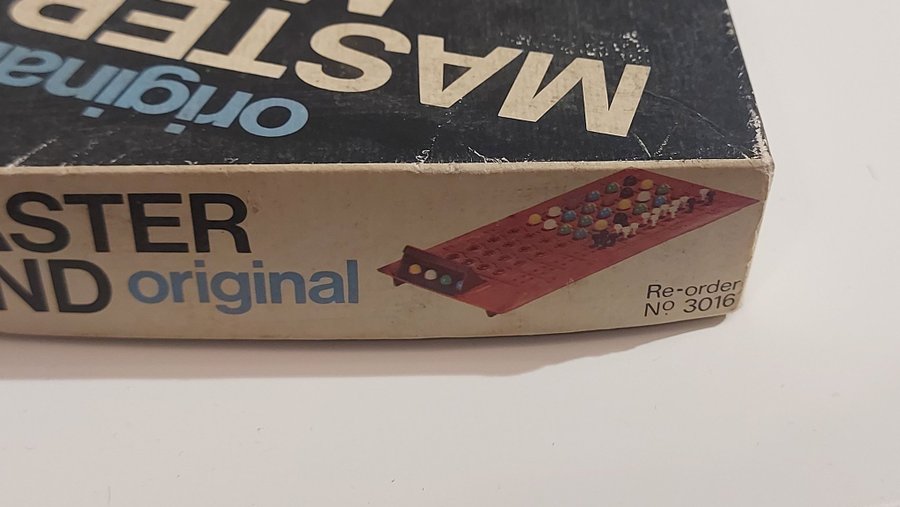 MASTER
original
ASTER
ND original
Re-order
Nº 3016